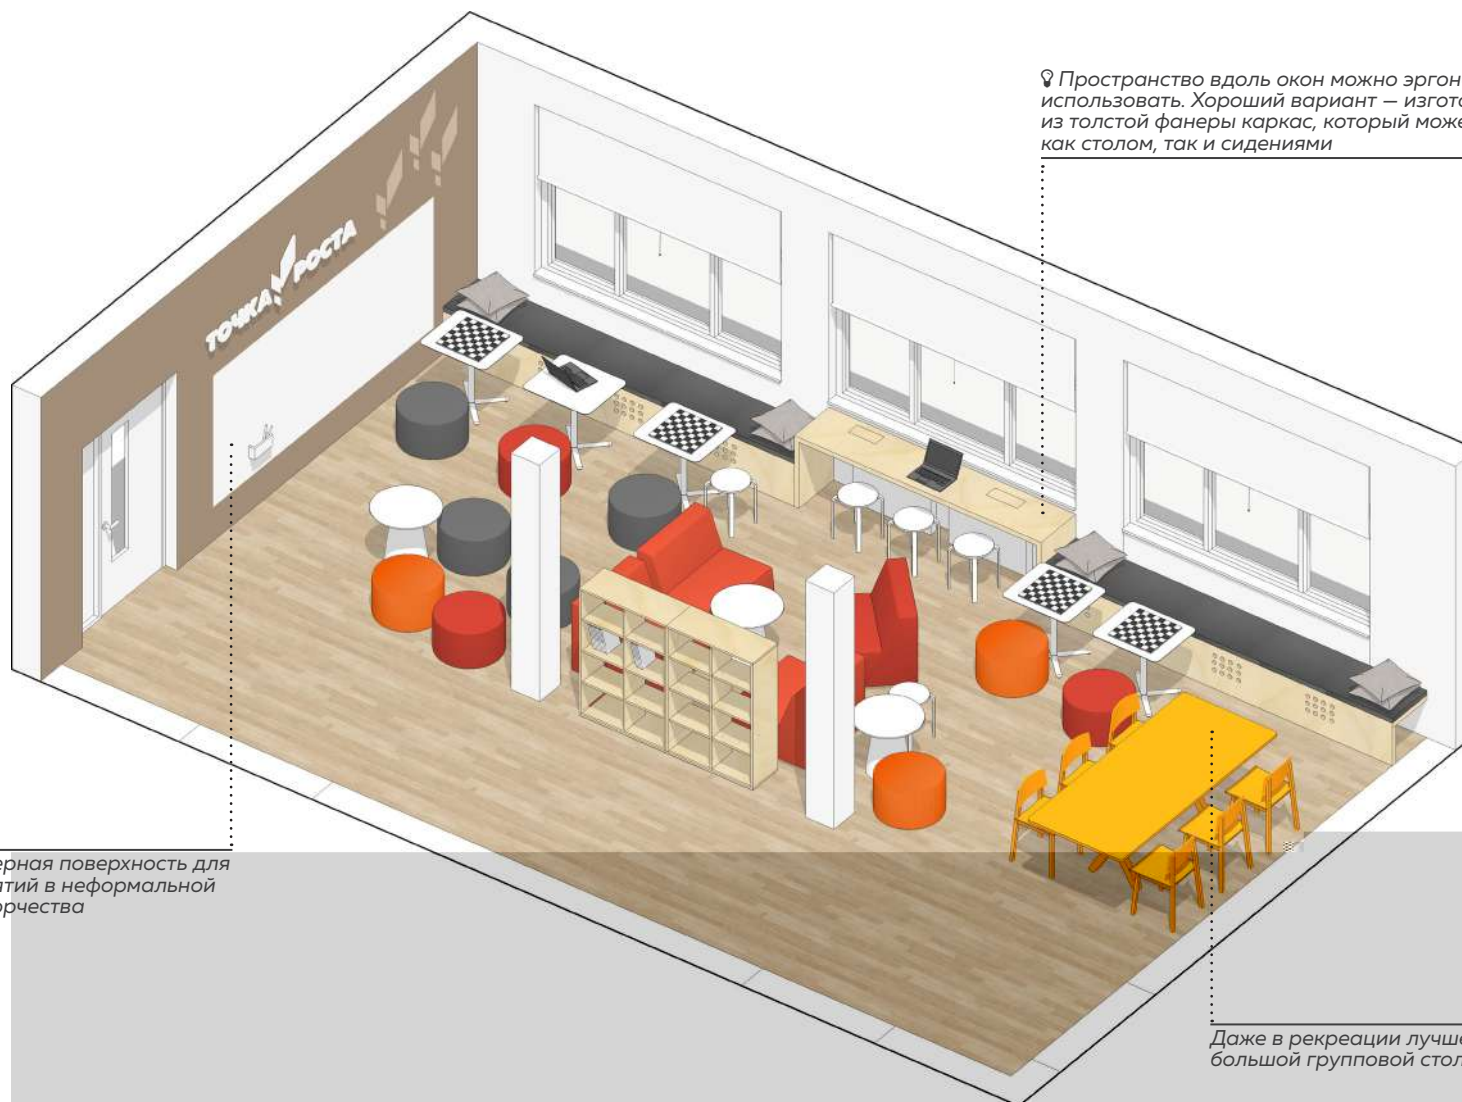 Пространство вдоль окон можно эргон
использовать. Хороший вариант — изгото
из толстой фанеры каркас, который може
как столом, так и сидениями
ТОЧКА РОСТА
ерная поверхность для
ятий в неформальной
орчества
Даже в рекреации лучше
большой групповой стол